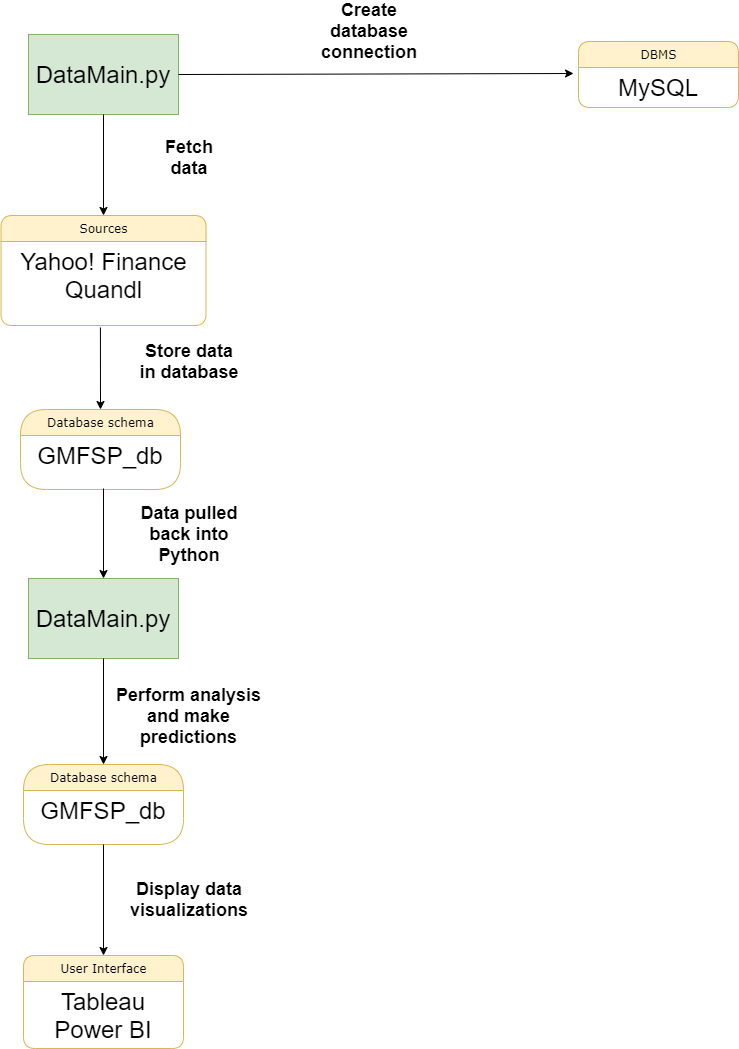 Create
database
connection
DataMain.py
DBMS
MySQL
Fetch
data
Sources
Yahoo! Finance
Quandl
Store data
in database
Database schema
GMFSP_db
Data pulled
back into
Python
DataMain.py
Perform analysis
and make
predictions
Database schema
GMFSP_db
Display data
visualizations
User Interface
Tableau
Power BI